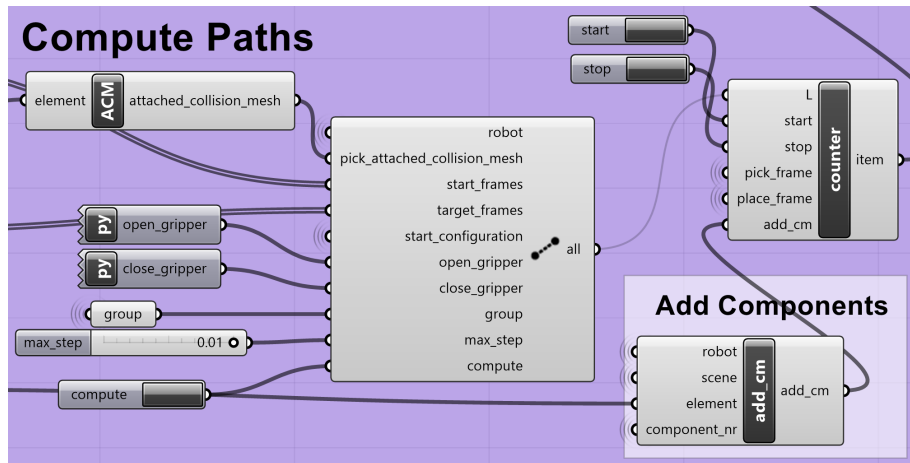 Compute Paths
element
ACM
attached_collision_mesh
robot
pick_attached_collision_mesh
start_frames
target_frames
start_configuration
open_gripper
close_gripper
group
max_step
compute
all
py
open_gripper
py
close_gripper
group
max_step
0.01
compute
start
stop
L
start
stop
pick_frame
place_frame
add_cm
counter
item
Add Components
robot
scene
element
component_nr
add_cm
add_cm